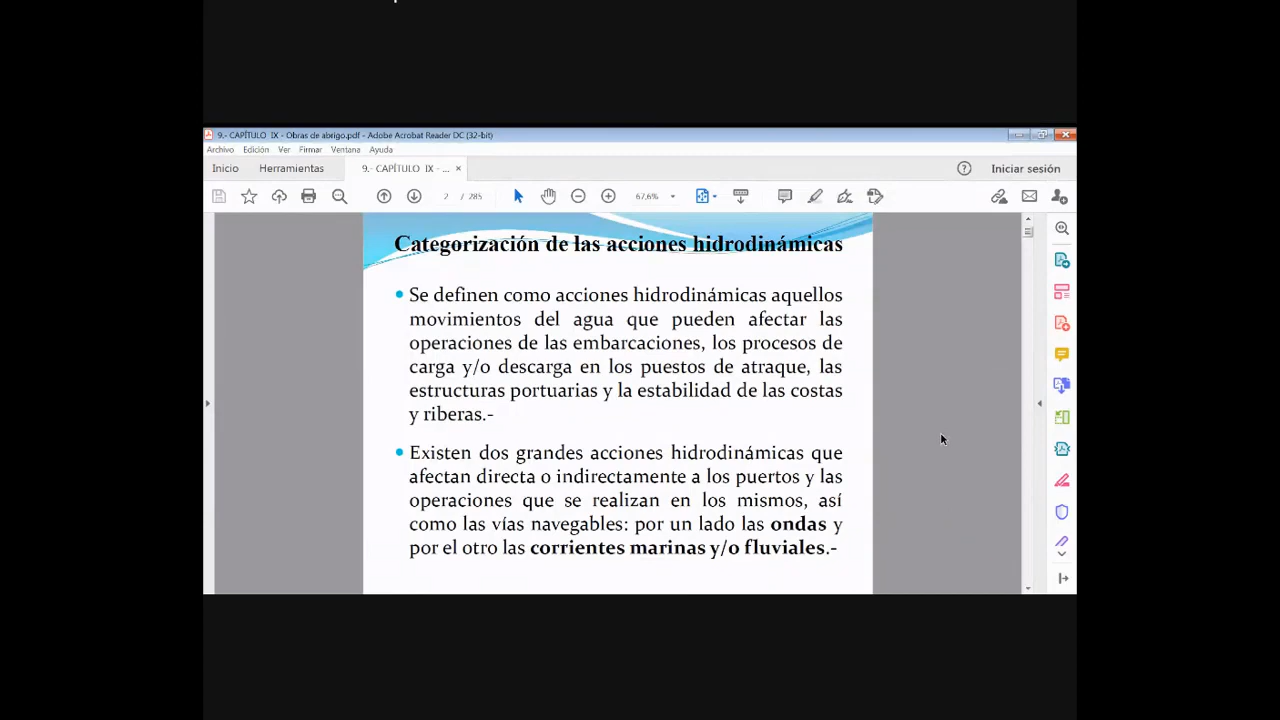 9.- CAPÍTULO IX - Obras de abrigo.pdf - Adobe Acrobat Reader DC (32-bit)
Archivo Edición Ver Firmar Ventana Ayuda
Inicio Herramientas 9.- CAPÍTULO IX - ... × Iniciar sesión
2 / 285 67,6%
Categorización de las acciones hidrodinámicas
• Se definen como acciones hidrodinámicas aquellos
movimientos del agua que pueden afectar las
operaciones de las embarcaciones, los procesos de
carga y/o descarga en los puestos de atraque, las
estructuras portuarias y la estabilidad de las costas
y riberas.-
• Existen dos grandes acciones hidrodinámicas que
afectan directa o indirectamente a los puertos y las
operaciones que se realizan en los mismos, así
como las vías navegables: por un lado las ondas y
por el otro las corrientes marinas y/o fluviales.-